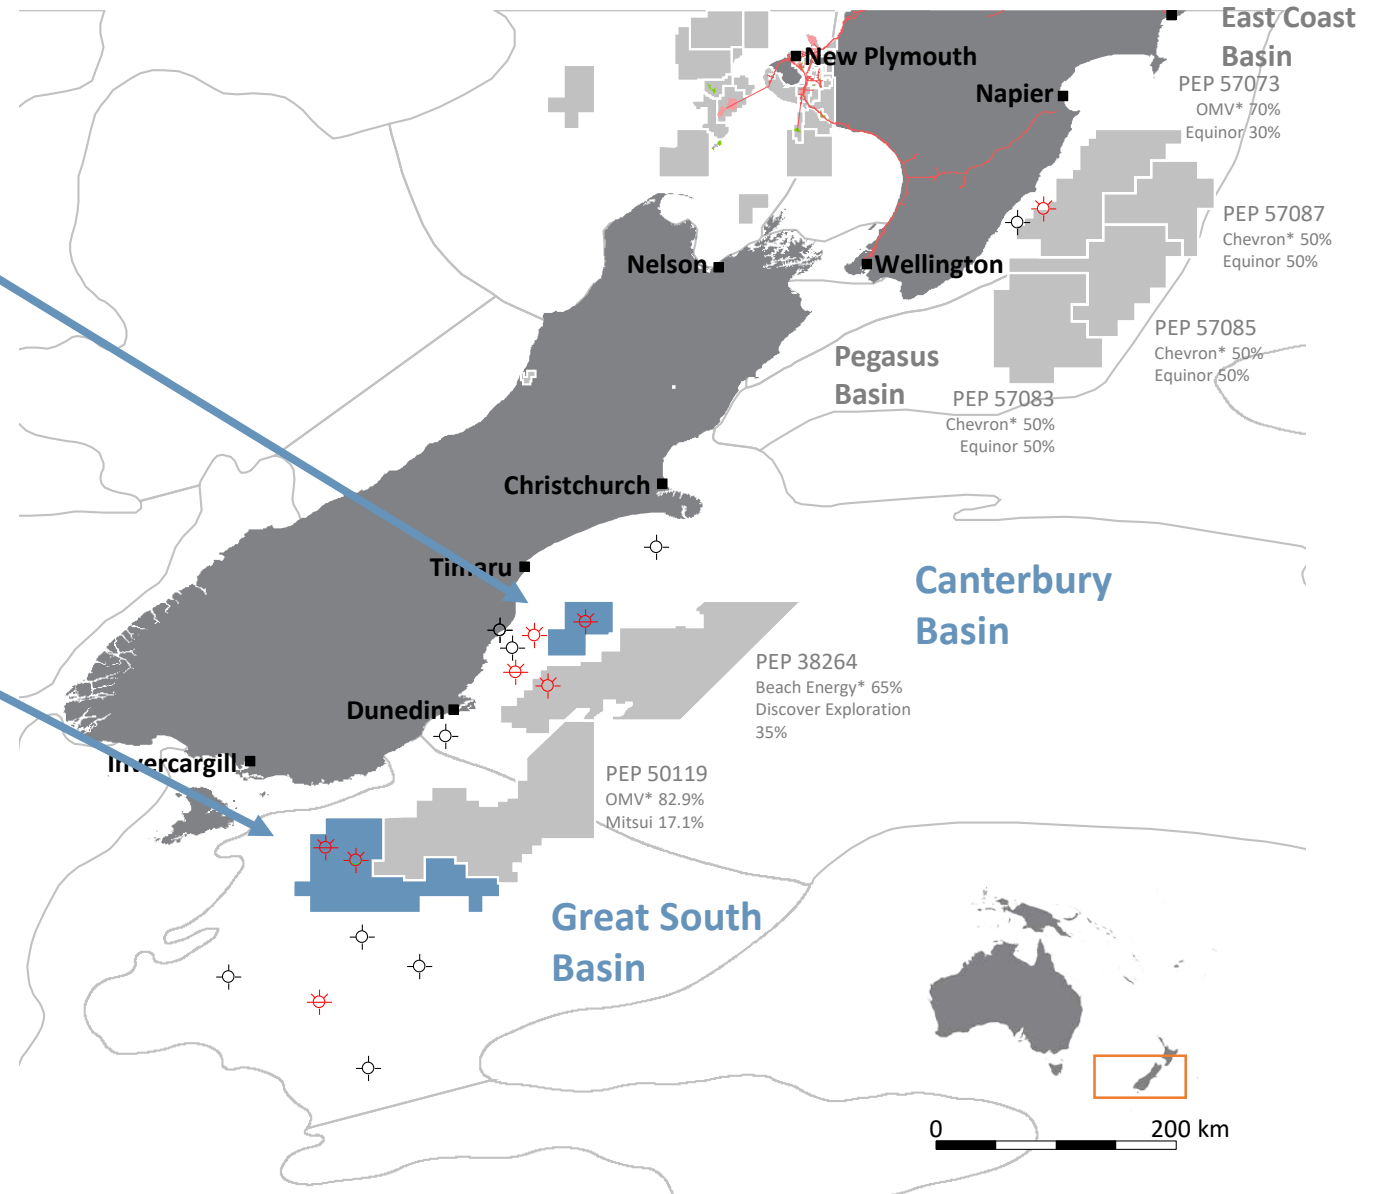 East Coast
Basin
New Plymouth
PEP 57073
OMV* 70%
Equinor 30%
Napier
PEP 57087
Chevron* 50%
Equinor 50%
Nelson
Wellington
PEP 57085
Chevron* 50%
Equinor 50%
Pegasus
Basin
PEP 57083
Chevron* 50%
Equinor 50%
Christchurch
Timaru
Canterbury
Basin
PEP 38264
Beach Energy* 65%
Discover Exploration
35%
Dunedin
Invercargill
PEP 50119
OMV* 82.9%
Mitsui 17.1%
Great South
Basin
0 200 km